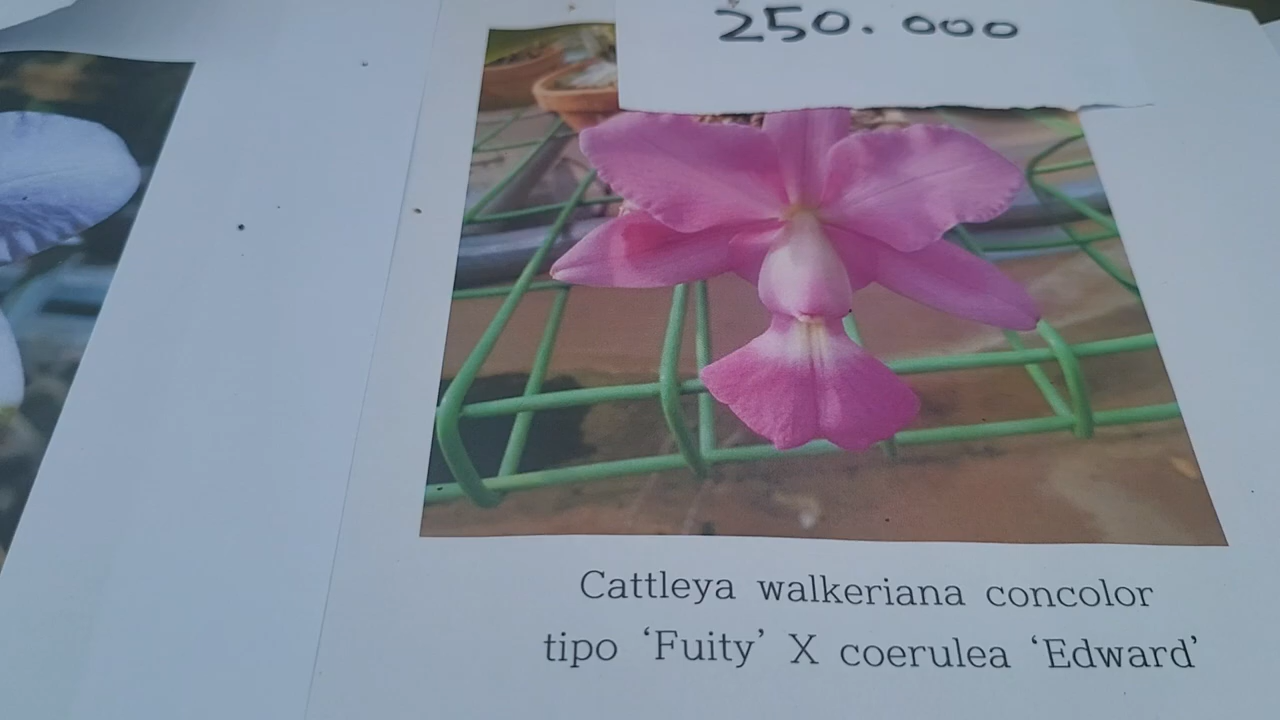 250.000
Cattleya walkeriana concolor
tipo ‘Fuity’ X coerulea ‘Edward’